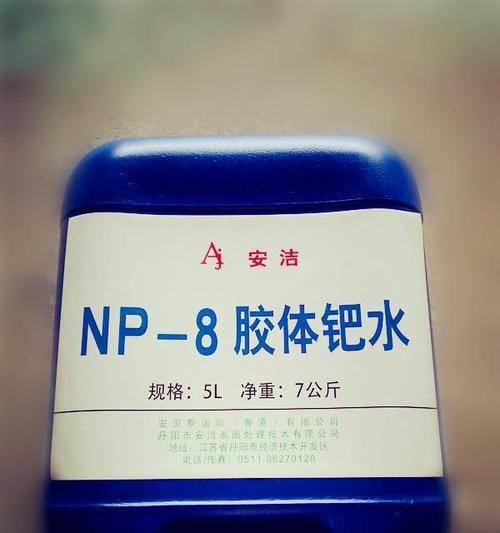 Aj 安洁
NP-8 胶体钯水
规格: 5L 净重: 7公斤
安贝斯国际(香港)有限公司
丹阳市安洁表面处理技术有限公司
地址: 江苏省丹阳市经济技术开发区
电话/传真: 0511-86270128